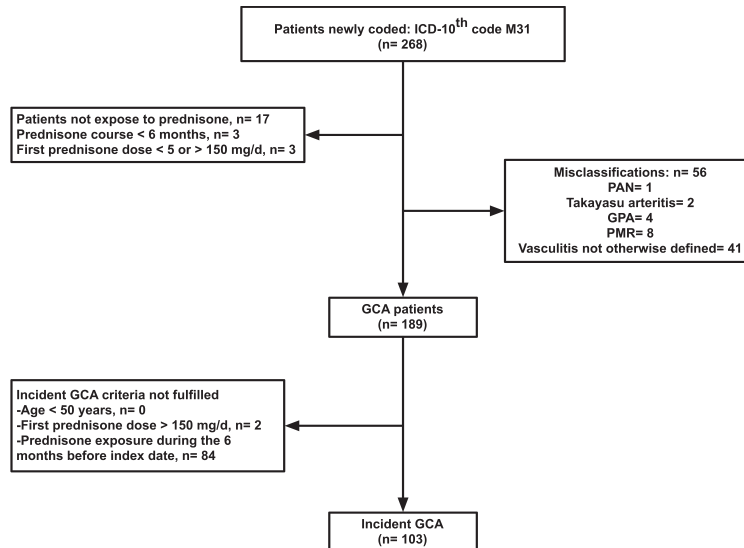 Patients newly coded: ICD-10th code M31
(n= 268)
Patients not expose to prednisone, n= 17
Prednisone course < 6 months, n= 3
First prednisone dose < 5 or > 150 mg/d, n= 3
Misclassifications: n= 56
PAN= 1
Takayasu arteritis= 2
GPA= 4
PMR= 8
Vasculitis not otherwise defined= 41
GCA patients
(n= 189)
Incident GCA criteria not fulfilled
-Age < 50 years, n= 0
-First prednisone dose > 150 mg/d, n= 2
-Prednisone exposure during the 6
months before index date, n= 84
Incident GCA
(n= 103)